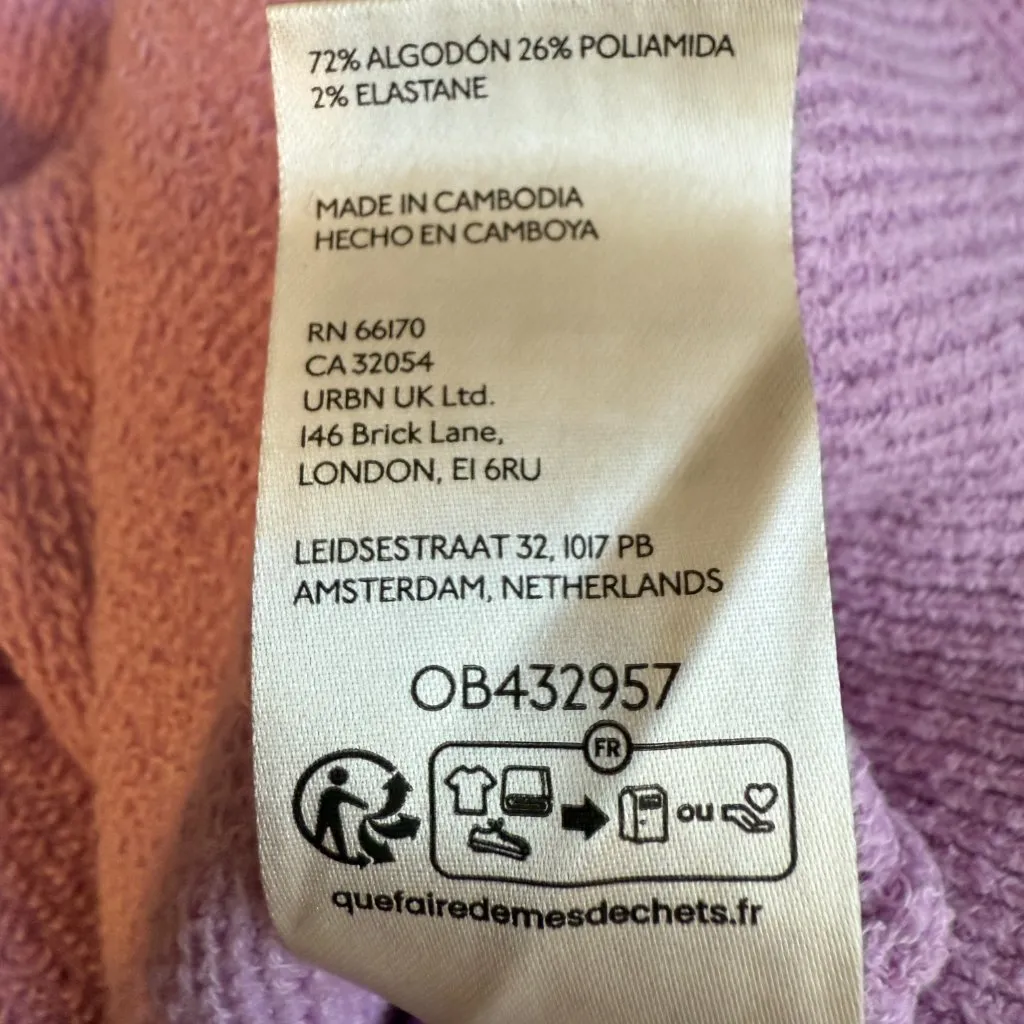 72% ALGODÓN 26% POLIAMIDA
2% ELASTANE
MADE IN CAMBODIA
HECHO EN CAMBOYA
RN 66170
CA 32054
URBN UK Ltd.
146 Brick Lane,
LONDON, E1 6RU
LEIDSESTRAAT 32, 1017 PB
AMSTERDAM, NETHERLANDS
OB432957
FR
ou
quefairedemesdechets.fr